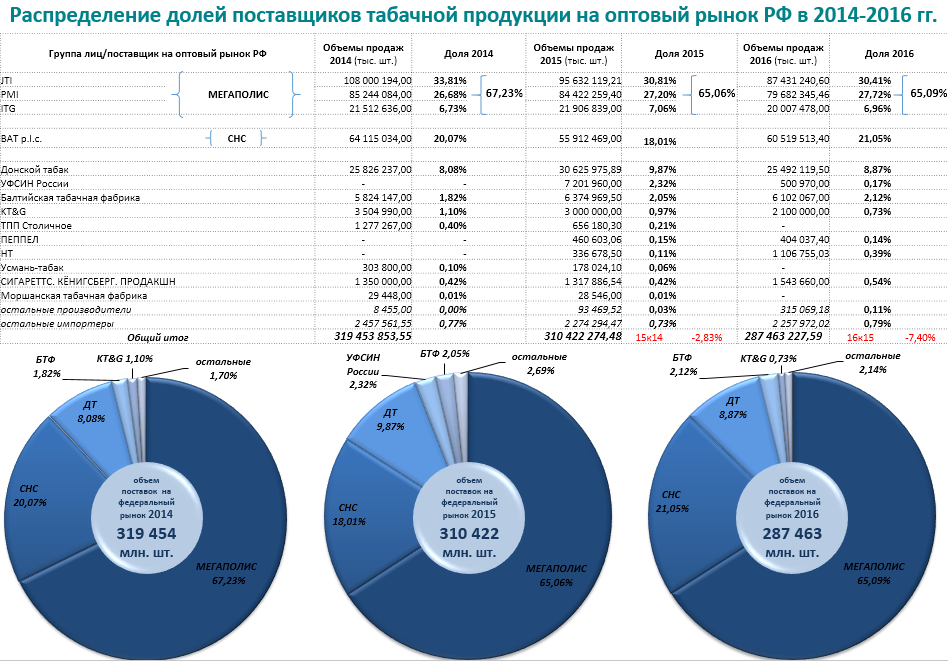 Распределение долей поставщиков табачной продукции на оптовый рынок РФ в 2014-2016 гг.
Группа лиц/поставщик на оптовый рынок РФ Объемы продаж 2014 (тыс. шт.) Доля 2014 Объемы продаж 2015 (тыс. шт.) Доля 2015 Объемы продаж 2016 (тыс. шт.) Доля 2016
JTI 108 000 194,00 33,81% 95 632 119,21 30,81% 87 431 240,60 30,41%
PMI МЕГАПОЛИС 85 244 084,00 26,68% 67,23% 84 422 259,40 27,20% 65,06% 79 682 345,46 27,72% 65,09%
ITG 21 512 636,00 6,73% 21 906 839,00 7,06% 20 007 478,00 6,96%
BAT p.l.c. СНС 64 115 034,00 20,07% 55 912 469,00 18,01% 60 519 513,40 21,05%
Донской табак 25 826 237,00 8,08% 30 625 975,89 9,87% 25 492 119,50 8,87%
УФСИН России - - 7 201 960,00 2,32% 500 970,00 0,17%
Балтийская табачная фабрика 5 824 147,00 1,82% 6 374 969,50 2,05% 6 102 067,00 2,12%
KT&G 3 504 990,00 1,10% 3 000 000,00 0,97% 2 100 000,00 0,73%
ТПП Столичное 1 277 267,00 0,40% 656 180,30 0,21% -
ПЕППЕЛ - - 460 603,06 0,15% 404 037,40 0,14%
НТ - - 336 678,50 0,11% 1 106 755,03 0,39%
Усмань-табак 303 800,00 0,10% 178 024,10 0,06% -
СИГАРЕТТС. КЁНИГСБЕРГ. ПРОДАКШН 1 350 000,00 0,42% 1 317 886,54 0,42% 1 543 660,00 0,54%
Моршанская табачная фабрика 29 448,00 0,01% 28 546,00 0,01% -
остальные производители 8 455,00 0,00% 93 469,52 0,03% 315 069,18 0,11%
остальные импортеры 2 457 561,55 0,77% 2 274 294,47 0,73% 2 257 972,02 0,79%
Общий итог 319 453 853,55 310 422 274,48 15к14 -2,83% 287 463 227,59 16к15 -7,40%
БТФ
1,82%
KT&G 1,10%
остальные
1,70%
ДТ
8,08%
СНС
20,07%
объем
поставок на
федеральный
рынок 2014
319 454
млн. шт.
МЕГАПОЛИС
67,23%
УФСИН
России
2,32%
БТФ 2,05%
остальные
2,69%
ДТ
9,87%
СНС
18,01%
объем
поставок на
федеральный
рынок 2015
310 422
млн. шт.
МЕГАПОЛИС
65,06%
БТФ
2,12%
KT&G 0,73%
остальные
2,14%
ДТ
8,87%
СНС
21,05%
объем
поставок на
федеральный
рынок 2016
287 463
млн. шт.
МЕГАПОЛИС
65,09%